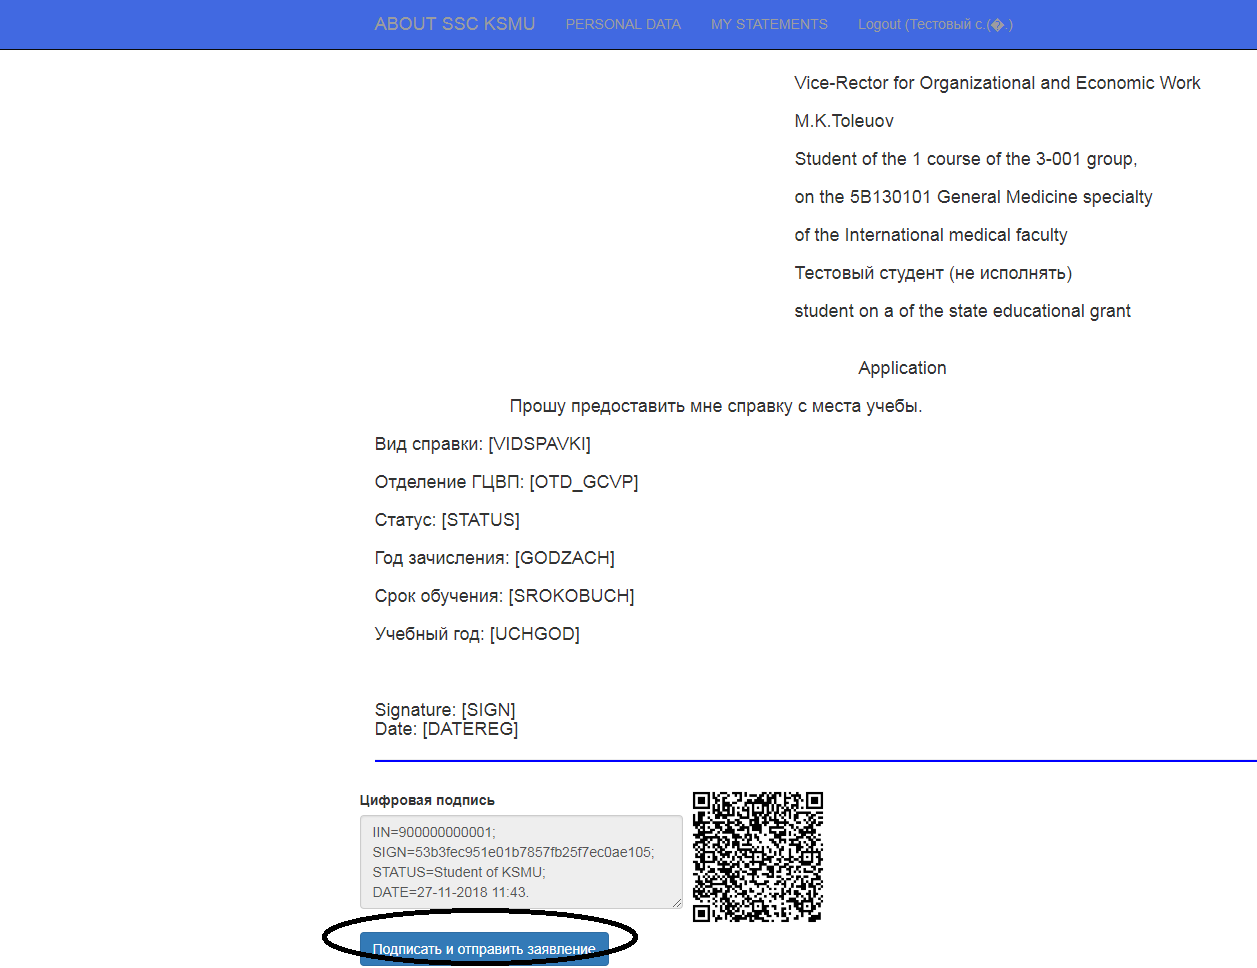 ABOUT SSC KSMU PERSONAL DATA MY STATEMENTS Logout (Тестовый с.(�.)
Vice-Rector for Organizational and Economic Work
M.K.Toleuov
Student of the 1 course of the 3-001 group,
on the 5B130101 General Medicine specialty
of the International medical faculty
Тестовый студент (не исполнять)
student on a of the state educational grant
Application
Прошу предоставить мне справку с места учебы.
Вид справки: [VIDSPAVKI]
Отделение ГЦВП: [OTD_GCVP]
Статус: [STATUS]
Год зачисления: [GODZACH]
Срок обучения: [SROKOBUCH]
Учебный год: [UCHGOD]
Signature: [SIGN]
Date: [DATEREG]
Цифровая подпись
IIN=900000000001;
SIGN=53b3fec951e01b7857fb25f7ec0ae105;
STATUS=Student of KSMU;
DATE=27-11-2018 11:43.
Подписать и отправить заявление